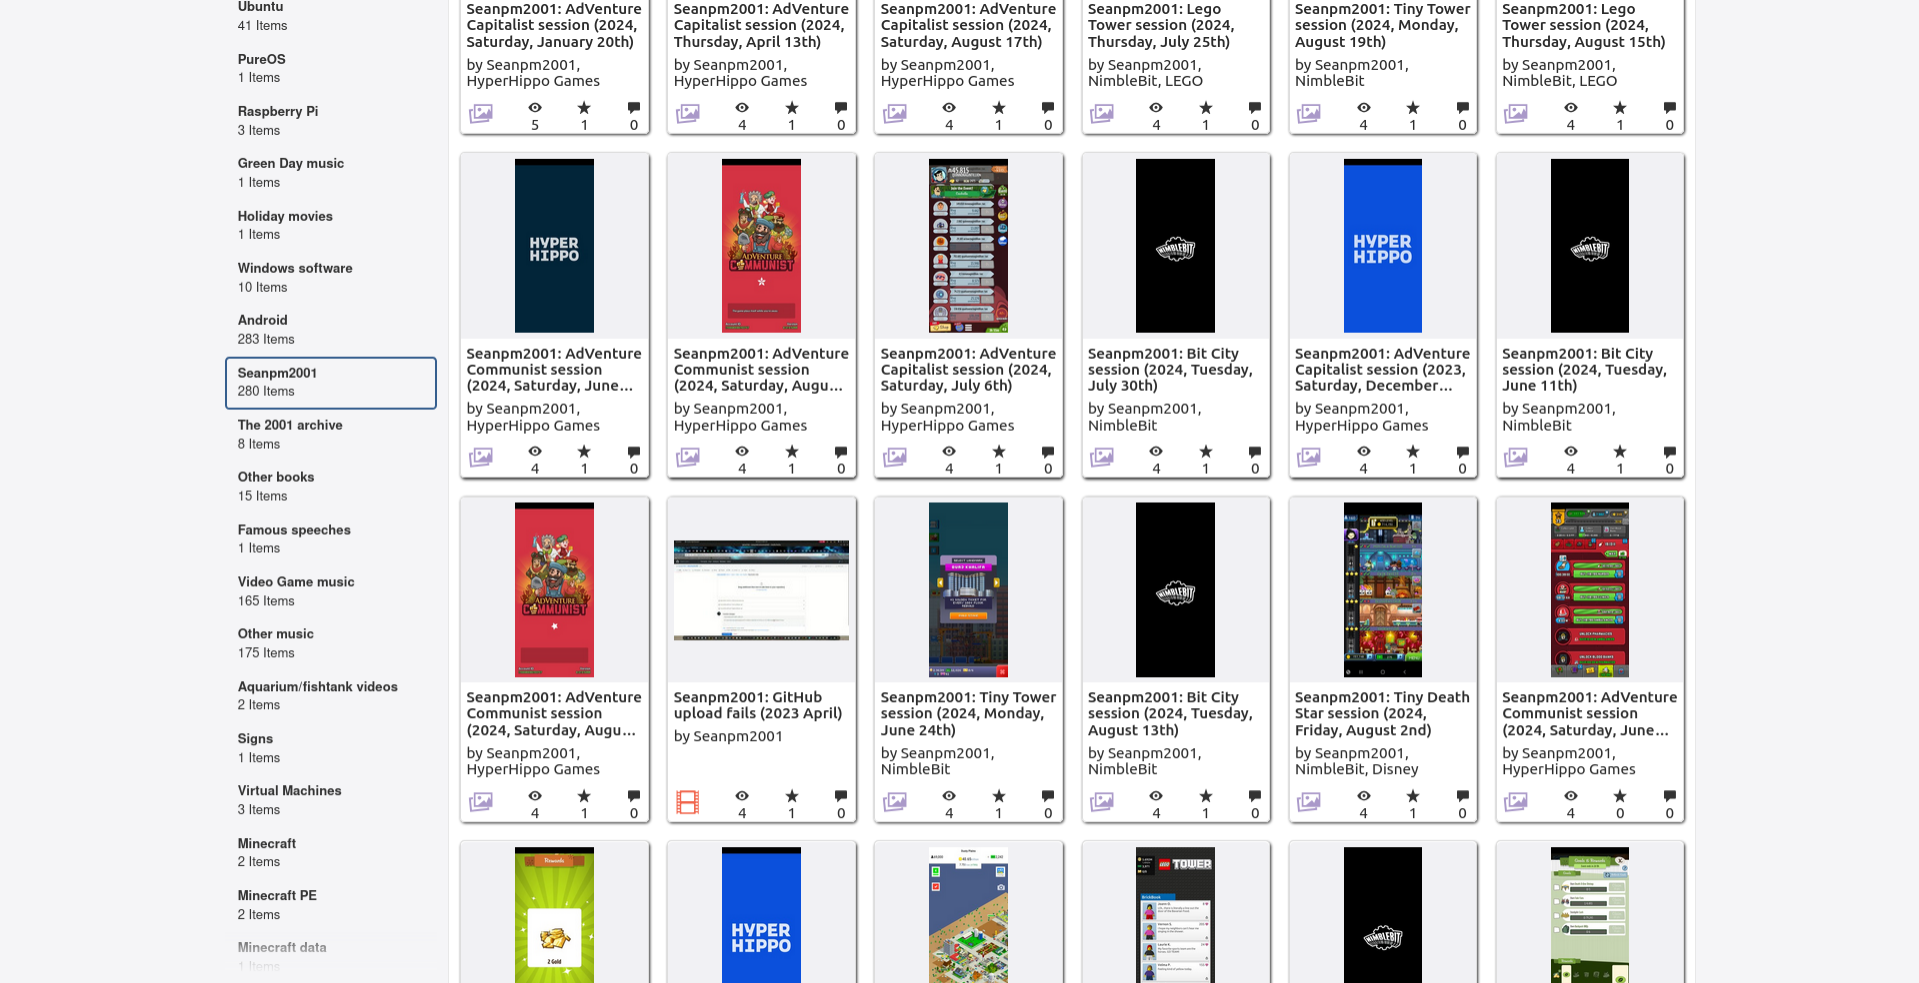 Ubuntu
41 Items
PureOS
1 Items
Raspberry Pi
3 Items
Green Day music
1 Items
Holiday movies
1 Items
Windows software
10 Items
Android
283 Items
Seanpm2001
280 Items
The 2001 archive
8 Items
Other books
15 Items
Famous speeches
1 Items
Video Game music
165 Items
Other music
175 Items
Aquarium/fishtank videos
2 Items
Signs
1 Items
Virtual Machines
3 Items
Minecraft
2 Items
Minecraft PE
2 Items
Minecraft data
1 Items
Seanpm2001: AdVenture
Capitalist session (2024,
Saturday, January 20th)
by Seanpm2001,
HyperHippo Games
5 1 0
Seanpm2001: AdVenture
Capitalist session (2024,
Thursday, April 13th)
by Seanpm2001,
HyperHippo Games
4 1 0
Seanpm2001: AdVenture
Capitalist session (2024,
Saturday, August 17th)
by Seanpm2001,
HyperHippo Games
4 1 0
Seanpm2001: Lego
Tower session (2024,
Thursday, July 25th)
by Seanpm2001,
NimbleBit, LEGO
4 1 0
Seanpm2001: Tiny Tower
session (2024, Monday,
August 19th)
by Seanpm2001,
NimbleBit
4 1 0
Seanpm2001: Lego
Tower session (2024,
Thursday, August 15th)
by Seanpm2001,
NimbleBit, LEGO
4 1 0
HYPER
HIPPO
Seanpm2001: AdVenture
Communist session
(2024, Saturday, June...
by Seanpm2001,
HyperHippo Games
4 1 0
ADVENTURE
COMMUNIST
Seanpm2001: AdVenture
Communist session
(2024, Saturday, Augu...
by Seanpm2001,
HyperHippo Games
4 1 0
Seanpm2001: AdVenture
Capitalist session (2024,
Saturday, July 6th)
by Seanpm2001,
HyperHippo Games
4 1 0
NIMBLEBIT
Seanpm2001: Bit City
session (2024, Tuesday,
July 30th)
by Seanpm2001,
NimbleBit
4 1 0
HYPER
HIPPO
Seanpm2001: AdVenture
Capitalist session (2023,
Saturday, December...
by Seanpm2001,
HyperHippo Games
4 1 0
NIMBLEBIT
Seanpm2001: Bit City
session (2024, Tuesday,
June 11th)
by Seanpm2001,
NimbleBit
4 1 0
ADVENTURE
COMMUNIST
Seanpm2001: AdVenture
Communist session
(2024, Saturday, Augu...
by Seanpm2001,
HyperHippo Games
4 1 0
Seanpm2001: GitHub
upload fails (2023 April)
by Seanpm2001
4 1 0
Seanpm2001: Tiny Tower
session (2024, Monday,
June 24th)
by Seanpm2001,
NimbleBit
4 1 0
NIMBLEBIT
Seanpm2001: Bit City
session (2024, Tuesday,
August 13th)
by Seanpm2001,
NimbleBit
4 1 0
Seanpm2001: Tiny Death
Star session (2024,
Friday, August 2nd)
by Seanpm2001,
NimbleBit, Disney
4 1 0
Seanpm2001: AdVenture
Communist session
(2024, Saturday, June...
by Seanpm2001,
HyperHippo Games
4 0 0
Rewards
2 Gold
HYPER
HIPPO
LEGO TOWER
NIMBLEBIT